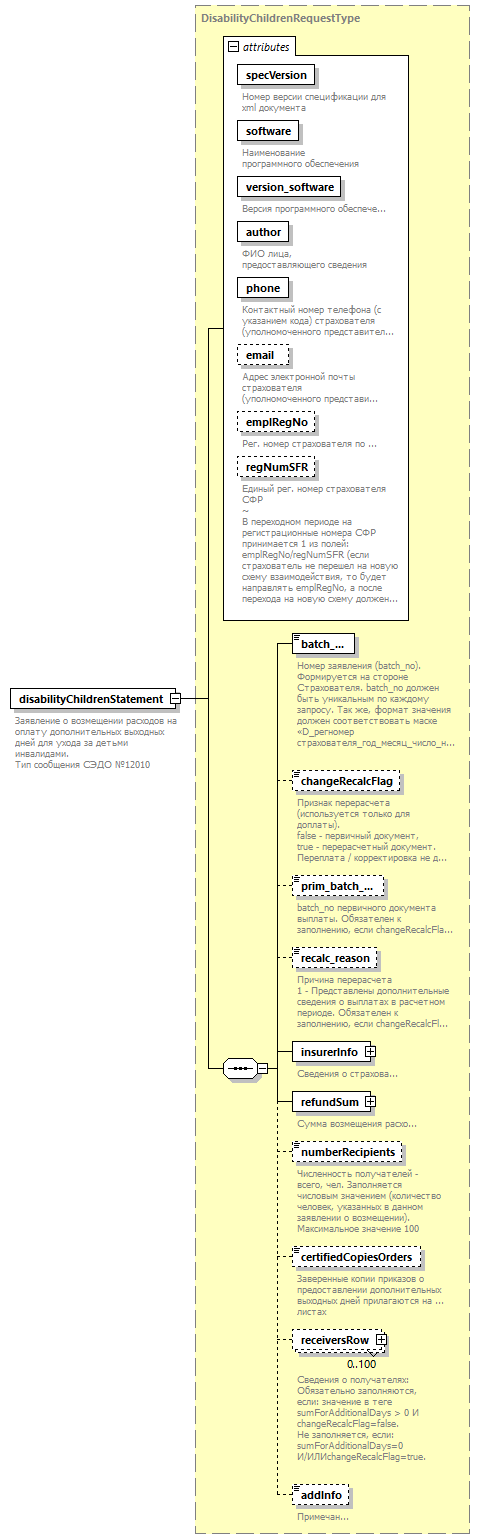 DisabilityChildrenRequestType
attributes
specVersion
Номер версии спецификации для
xml документа
software
Наименование
программного обеспечения
version_software
Версия программного обеспече...
author
ФИО лица,
предоставляющего сведения
phone
Контактный номер телефона (с
указанием кода) страхователя
(уполномоченного представител...
email
Адрес электронной почты
страхователя
(уполномоченного представи...
emplRegNo
Рег. номер страхователя по ...
regNumSFR
Единый рег. номер страхователя
СФР
~
В переходном периоде на
регистрационные номера СФР
принимается 1 из полей:
emplRegNo/regNumSFR (если
страхователь не перешел на новую
схему взаимодействия, то будет
направлять emplRegNo, а после
перехода на новую схему должен...
disabilityChildrenStatement
Заявление о возмещении расходов на
оплату дополнительных выходных
дней для ухода за детьми
инвалидами.
Тип сообщения СЭДО №12010
batch_...
Номер заявления (batch_no).
Формируется на стороне
Страхователя. batch_no должен
быть уникальным по каждому
запросу. Так же, формат значения
должен соответствовать маске
«D_регномер
страхователя_год_месяц_число_н...
changeRecalcFlag
Признак перерасчета
(используется только для
доплаты).
false - первичный документ,
true - перерасчетный документ.
Переплата / корректировка не д...
prim_batch_...
batch_no первичного документа
выплаты. Обязателен к
заполнению, если changeRecalcFla...
recalc_reason
Причина перерасчета
1 - Представлены дополнительные
сведения о выплатах в расчетном
периоде. Обязателен к
заполнению, если changeRecalcFl...
insurerInfo
Сведения о страхова...
refundSum
Сумма возмещения расхо...
numberRecipients
Численность получателей -
всего, чел. Заполняется
числовым значением (количество
человек, указанных в данном
заявлении о возмещении).
Максимальное значение 100
certifiedCopiesOrders
Заверенные копии приказов о
предоставлении дополнительных
выходных дней прилагаются на ...
листах
receiversRow
0..100
Сведения о получателях:
Обязательно заполняются,
если: значение в теге
sumForAdditionalDays > 0 И
changeRecalcFlag=false.
Не заполняется, если:
sumForAdditionalDays=0
И/ИЛИchangeRecalcFlag=true.
addInfo
Примечан...